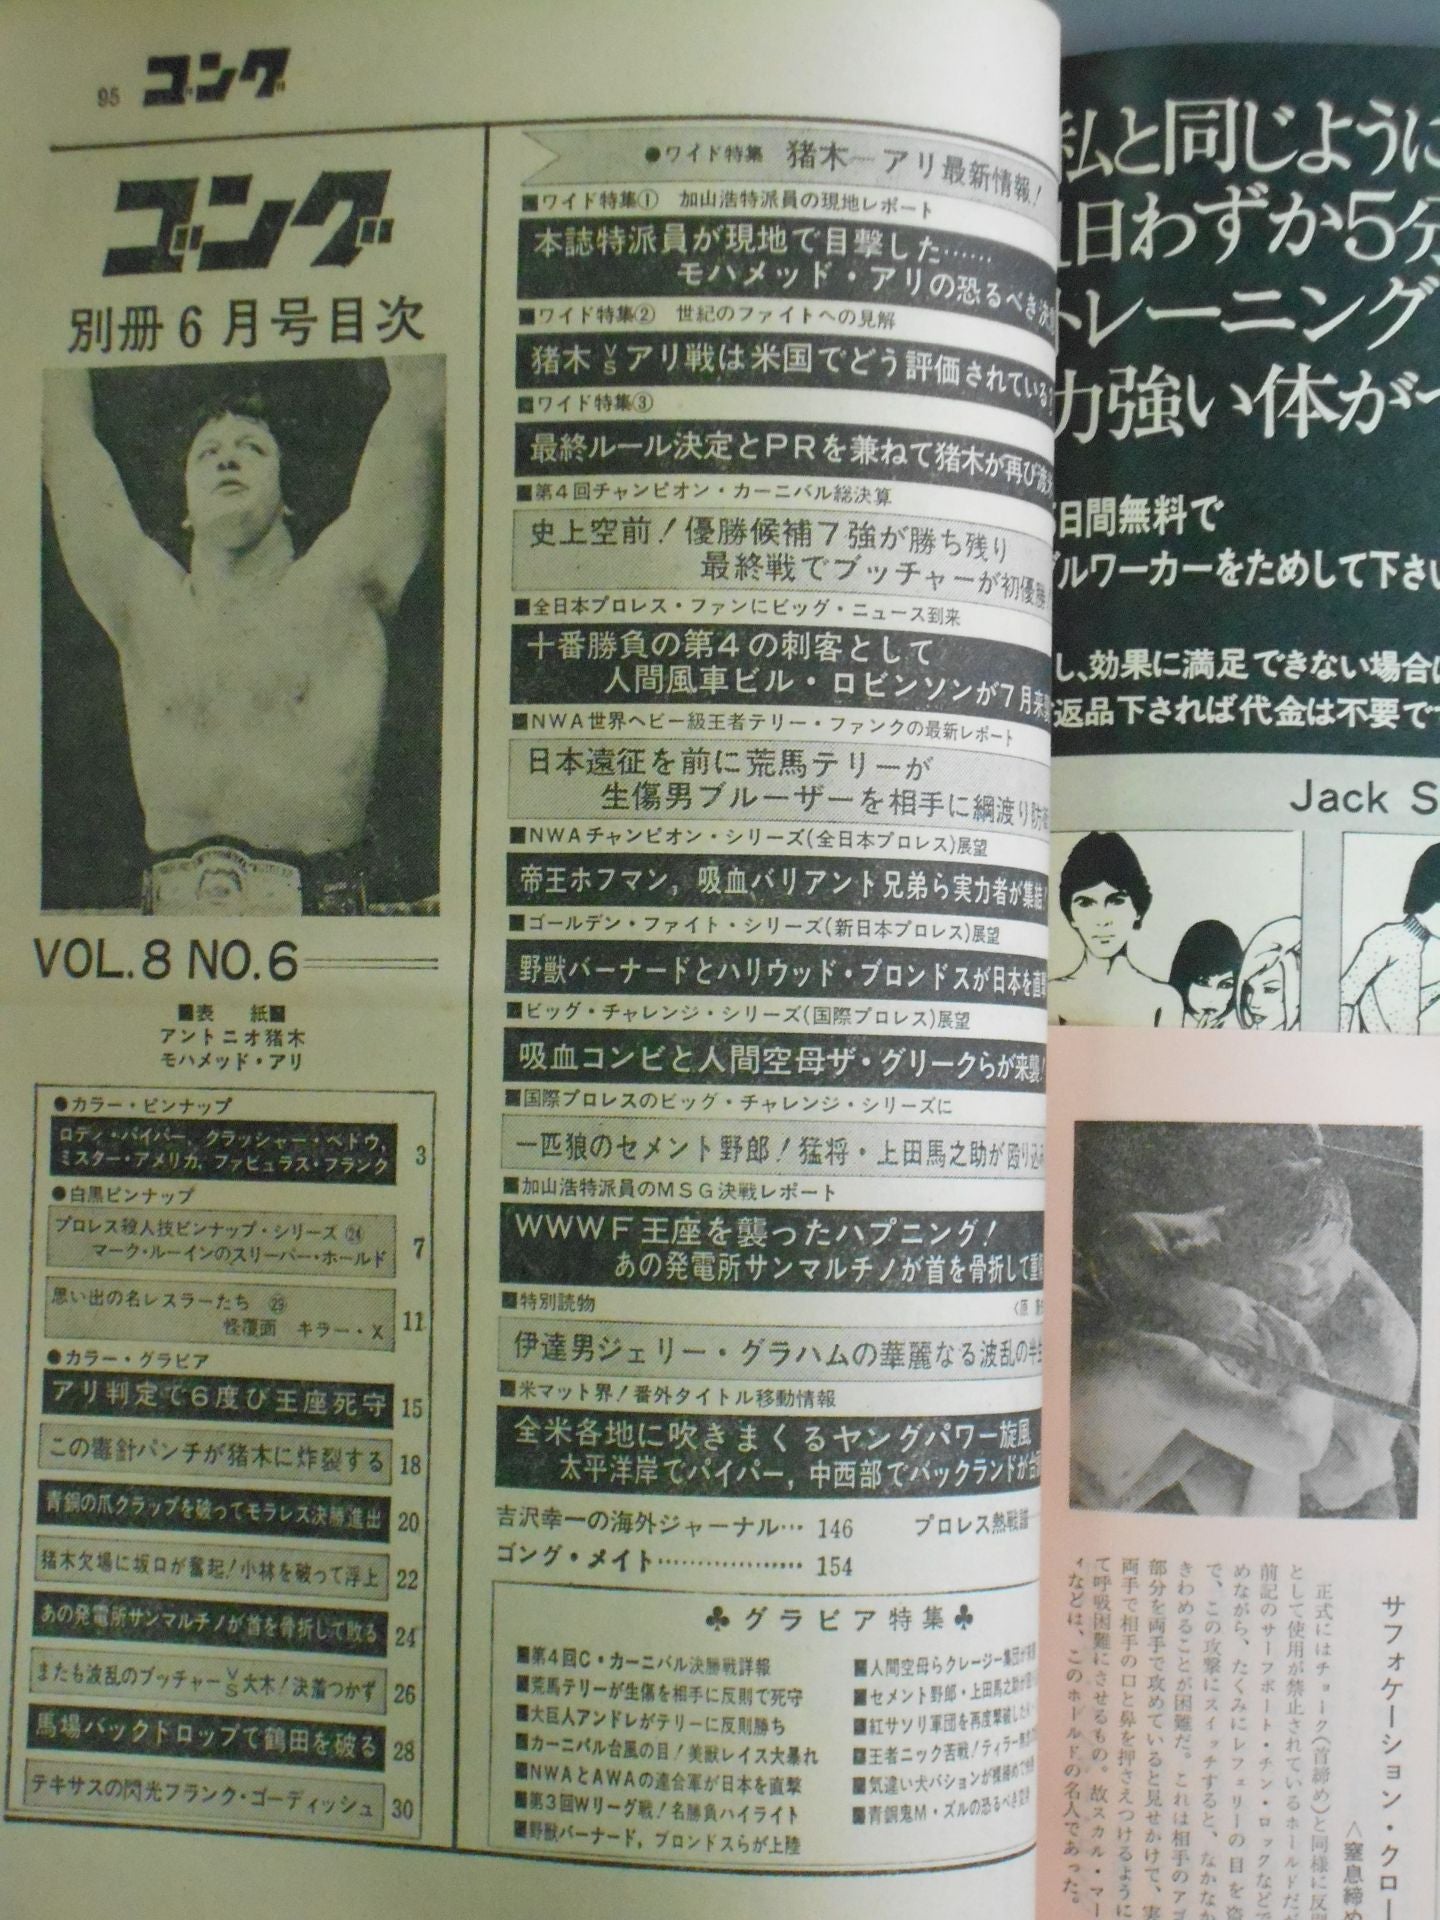 95 ゴング
ゴング
別冊6月号目次
VOL.8 NO.6
■表 紙■
アントニオ猪木
モハメッド・アリ
●カラー・ピンナップ
ロディ・パイパー，クラッシャー・ベドウ，
ミスター・アメリカ，ファビュラス・フランク 3
●白黒ピンナップ
プロレス殺人技ピンナップ・シリーズ ㉔
マーク・ルーインのスリーパー・ホールド 7
思い出の名レスラーたち ㉙
怪覆面 キラー・X 11
●カラー・グラビア
アリ判定で6度び王座死守 15
この毒針パンチが猪木に炸裂する 18
青銅の爪クラップを破ってモラレス決勝進出 20
猪木欠場に坂口が奮起！小林を破って浮上 22
あの発電所サンマルチノが首を骨折して敗る 24
またも波乱のブッチャーVS大木！決着つかず 26
馬場バックドロップで鶴田を破る 28
テキサスの閃光フランク・ゴーディッシュ 30
●ワイド特集 猪木―アリ最新情報！
■ワイド特集① 加山浩特派員の現地レポート
本誌特派員が現地で目撃した……
モハメッド・アリの恐るべき決
■ワイド特集② 世紀のファイトへの見解
猪木VSアリ戦は米国でどう評価されている
■ワイド特集③
最終ルール決定とPRを兼ねて猪木が再び渡
■第4回チャンピオン・カーニバル総決算
史上空前！優勝候補7強が勝ち残り
最終戦でブッチャーが初優勝
■全日本プロレス・ファンにビッグ・ニュース到来
十番勝負の第4の刺客として
人間風車ビル・ロビンソンが7月来
■NWA世界ヘビー級王者テリー・ファンクの最新レポート
日本遠征を前に荒馬テリーが
生傷男ブルーザーを相手に綱渡り防
■NWAチャンピオン・シリーズ(全日本プロレス)展望
帝王ホフマン，吸血バリアント兄弟ら実力者が集結！
■ゴールデン・ファイト・シリーズ(新日本プロレス)展望
野獣バーナードとハリウッド・ブロンドスが日本を直
■ビッグ・チャレンジ・シリーズ(国際プロレス)展望
吸血コンビと人間空母ザ・グリークらが来襲！
■国際プロレスのビッグ・チャレンジ・シリーズに
一匹狼のセメント野郎！猛将・上田馬之助が殴り込
■加山浩特派員のMSG決戦レポート
WWWF王座を襲ったハプニング！
あの発電所サンマルチノが首を骨折して重
■特別読物
伊達男ジェリー・グラハムの華麗なる波乱の半
■米マット界！番外タイトル移動情報
全米各地に吹きまくるヤングパワー旋風
太平洋岸でパイパー，中西部でバックランドが台
吉沢幸一の海外ジャーナル… 146 プロレス熱戦譜
ゴング・メイト……………… 154
♣グラビア特集♣
■第4回C・カーニバル決勝戦詳報
■荒馬テリーが生傷を相手に反則で死守
■大巨人アンドレがテリーに反則勝ち
■カーニバル台風の目！美獣レイス大暴れ
■NWAとAWAの連合軍が日本を直撃
■第3回Wリーグ戦！名勝負ハイライト
■野獣バーナード，ブロンドスらが上陸
■人間空母らクレージー集団が
■セメント野郎・上田馬之助が
■紅サソリ軍団を再度撃破した
■王者ニック苦戦！テイラー
■気違い犬バションが裸締めで
■青銅鬼M・ズルの恐るべき
私と同じように
1日わずか5分
トレーニング
力強い体が
日間無料で
ブルワーカーをためして下さい
し、効果に満足できない場合は
返品下されば代金は不要で
Jack S
サフォケーション・クロー
〈窒息締め
正式にはチョーク(首締め)と同様に反則
として使用が禁止されているホールドだが
前記のサーフボード・チン・ロックなどで
めながら、たくみにレフェリーの目を盗
で、この攻撃にスイッチすると、なかなか
きわめることが困難だ。これは相手のアゴ
部分を両手で攻めていると見せかけて、実
両手で相手の口と鼻を押さえつけるように
て呼吸困難にさせるもの。故スカル・マー
ィなどは、このホールドの名人であった。